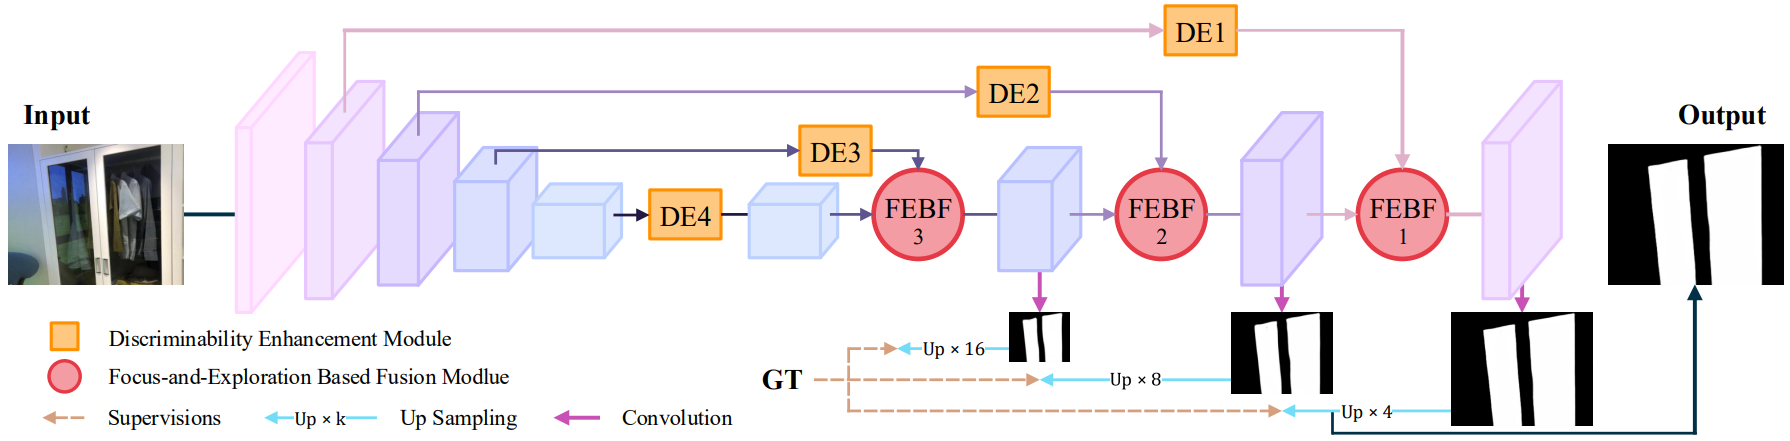 DE1
DE2
Input
Output
DE3
DE4
FEBF
3
FEBF
2
FEBF
1
Discriminability Enhancement Module
Focus-and-Exploration Based Fusion Modlue
Supervisions
Up × k
Up Sampling
Convolution
GT
Up × 16
Up × 8
Up × 4